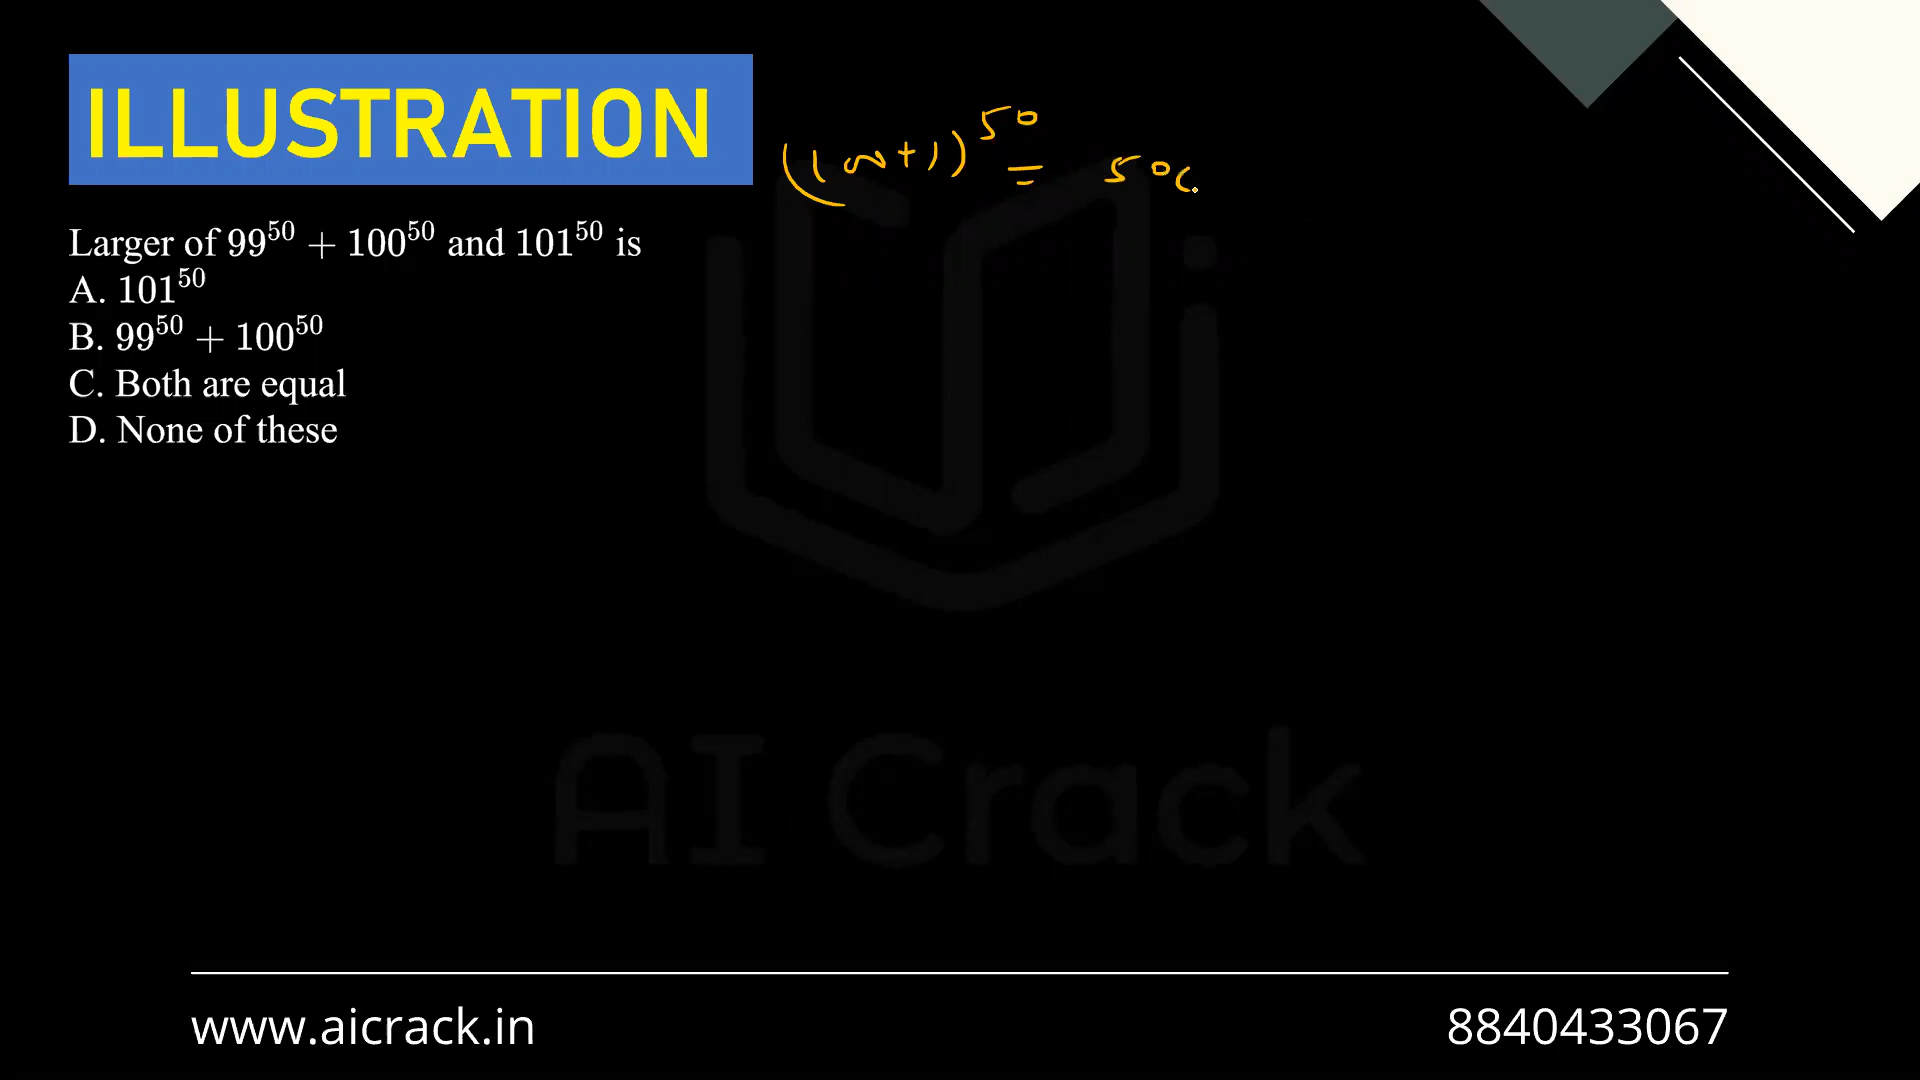 ILLUSTRATION
(100+1)^50 = 50C
Larger of 99^50 + 100^50 and 101^50 is
A. 101^50
B. 99^50 + 100^50
C. Both are equal
D. None of these
AI Crack
www.aicrack.in
8840433067